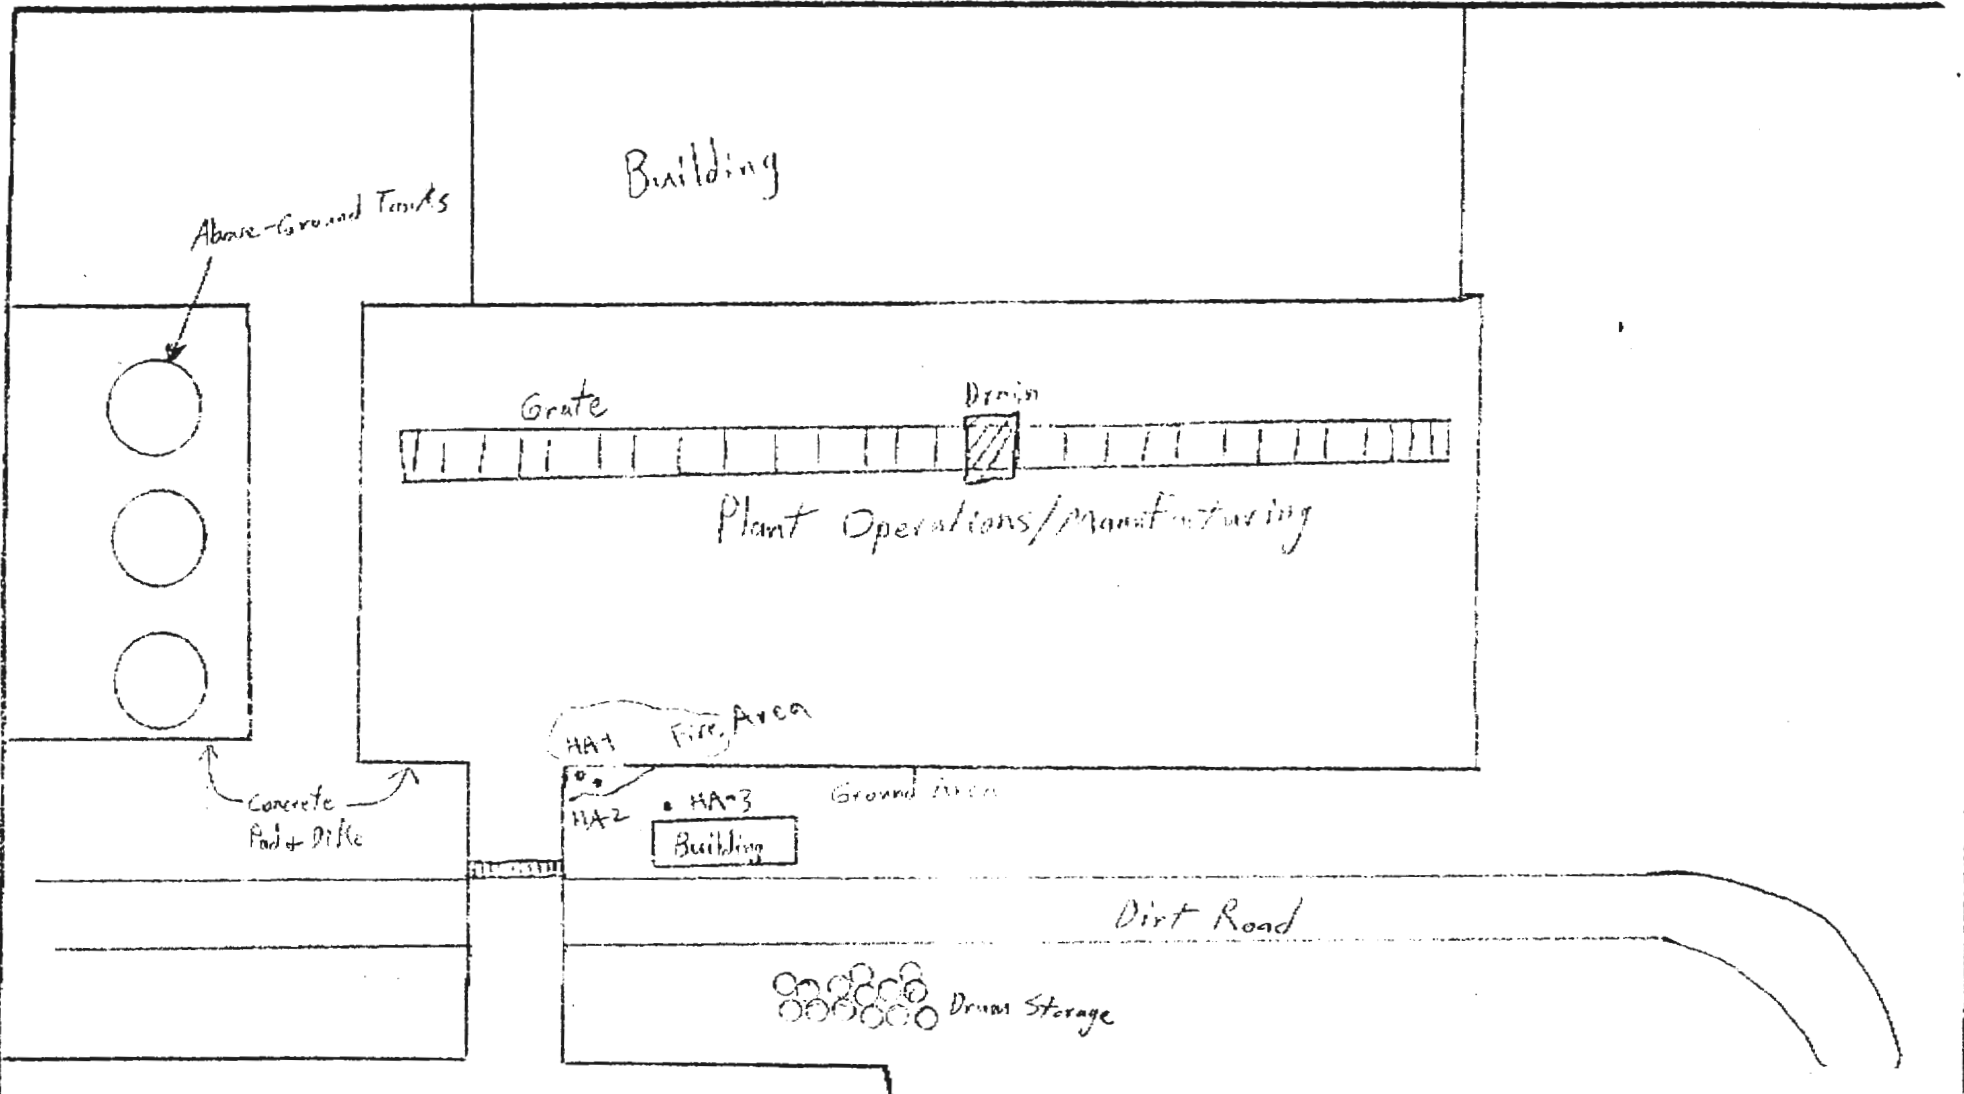 Building
Above-Ground Tanks
Grate
Drain
Plant Operations/Manufacturing
Fire Area
HA-1
HA-2
HA-3
Ground Area
Concrete
Pad + Dike
Building
Dirt Road
Drum Storage